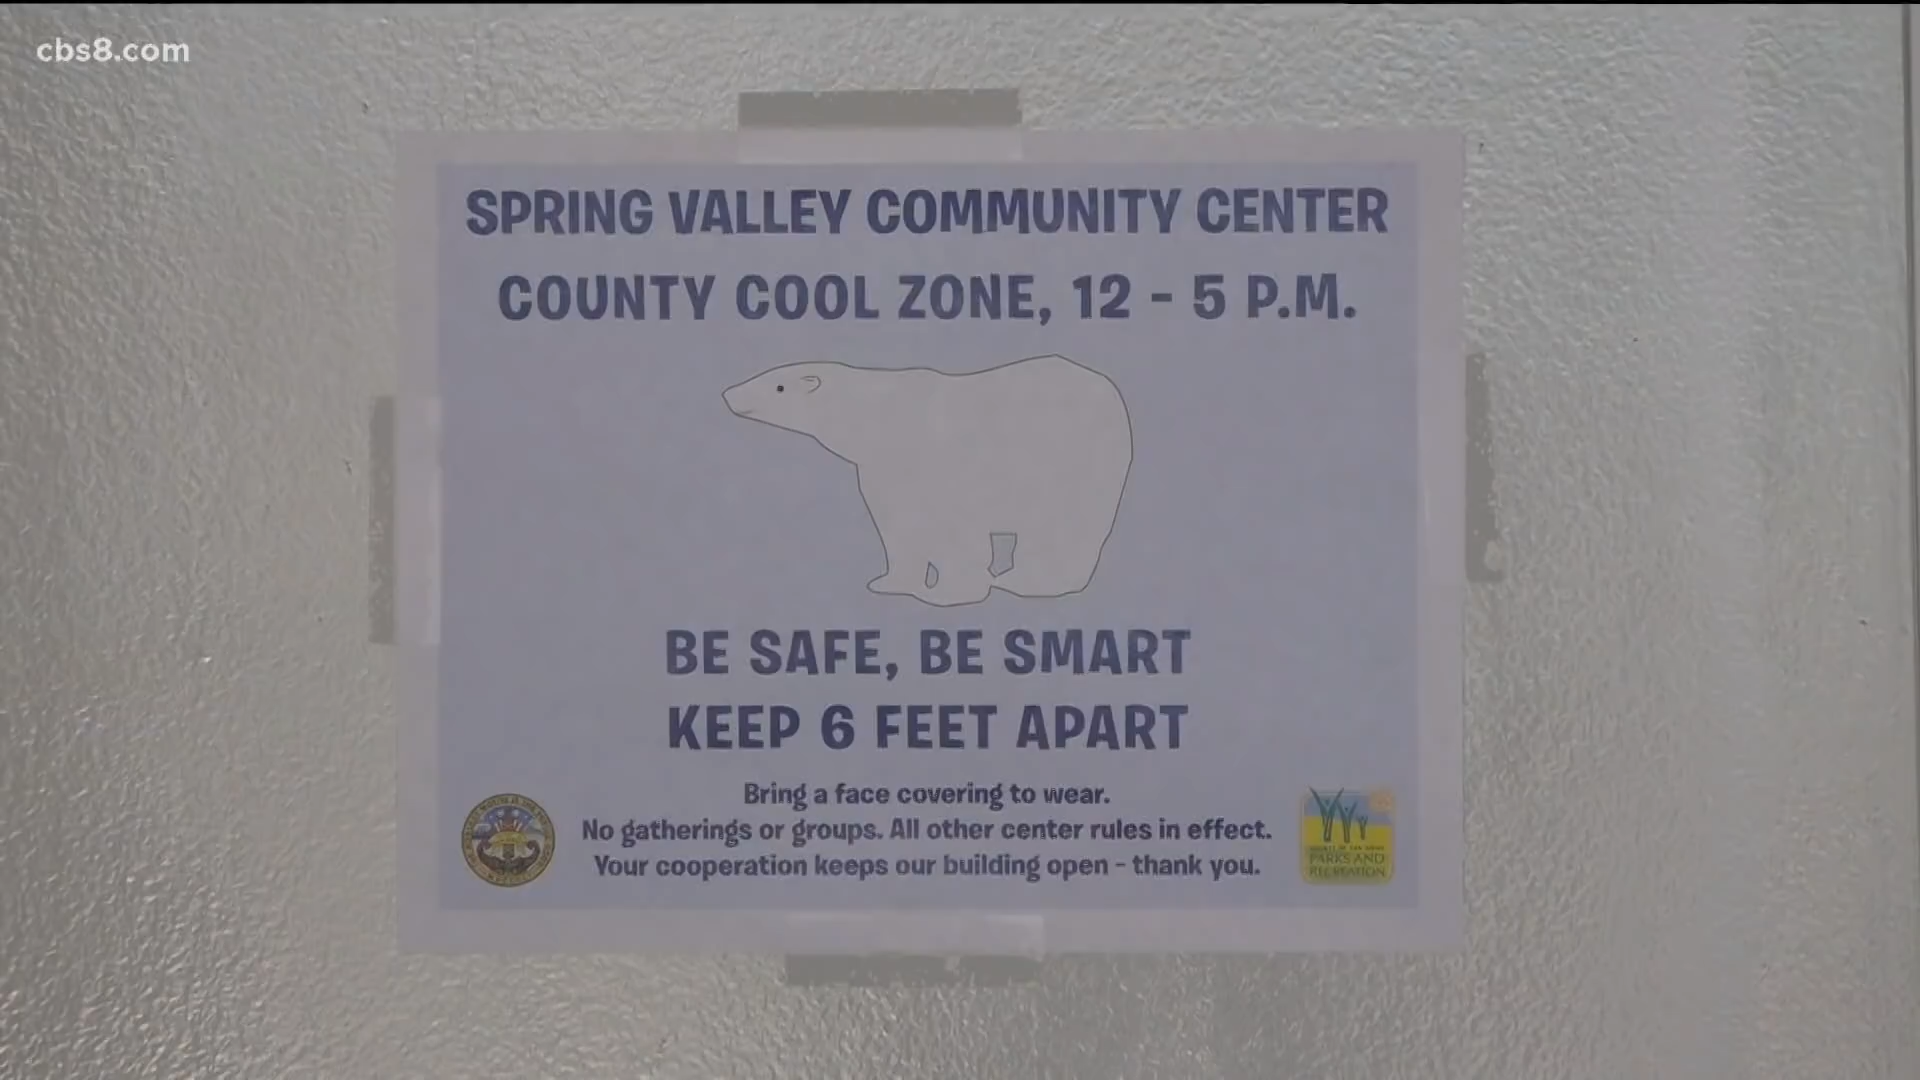 cbs8.com
SPRING VALLEY COMMUNITY CENTER
COUNTY COOL ZONE, 12 - 5 P.M.
BE SAFE, BE SMART
KEEP 6 FEET APART
Bring a face covering to wear.
No gatherings or groups. All other center rules in effect.
Your cooperation keeps our building open - thank you.
PARKS AND
RECREATION